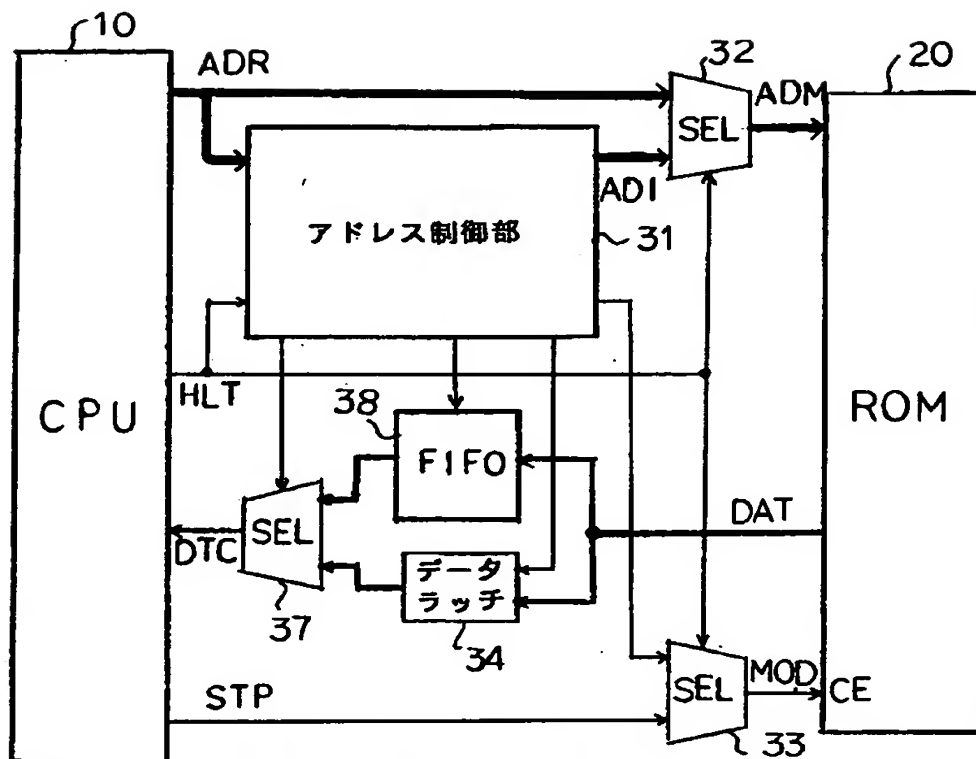 10
ADR
32
20
ADM
SEL
ADI
アドレス制御部
31
HLT
38
CPU
ROM
FIFO
DAT
SEL
DTC
データ
ラッチ
37
34
STP
SEL
MOD
CE
33